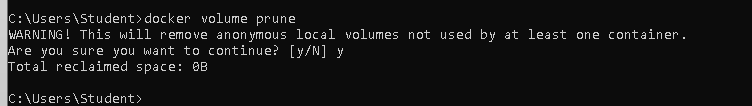 C:\Users\Student>docker volume prune
WARNING! This will remove anonymous local volumes not used by at least one container.
Are you sure you want to continue? [y/N] y
Total reclaimed space: 0B
C:\Users\Student>